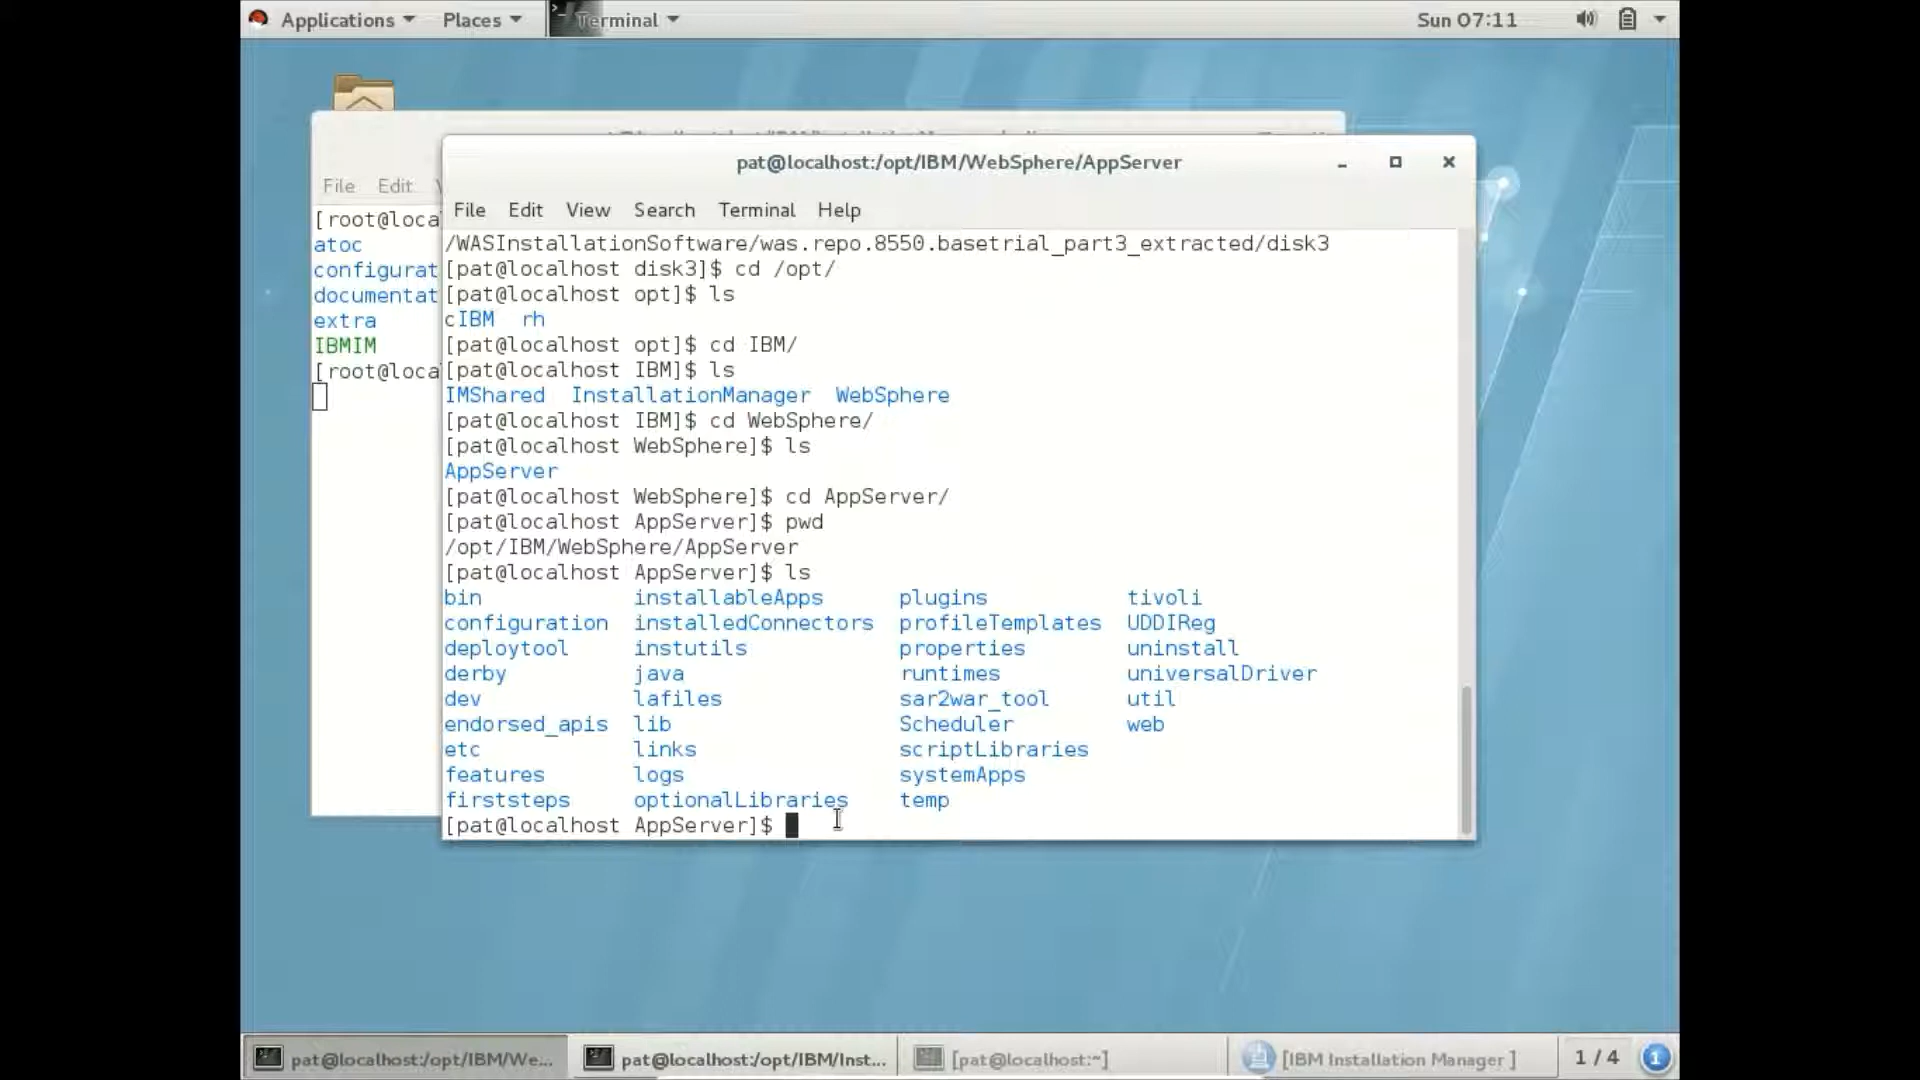 Applications Places Terminal Sun 07:11
pat@localhost:/opt/IBM/WebSphere/AppServer
File Edit
File Edit View Search Terminal Help
[root@loca
atoc
configurat
documentat
extra
IBMIM
[root@loca
/WASInstallationSoftware/was.repo.8550.basetrial_part3_extracted/disk3
[pat@localhost disk3]$ cd /opt/
[pat@localhost opt]$ ls
cIBM rh
[pat@localhost opt]$ cd IBM/
[pat@localhost IBM]$ ls
IMShared InstallationManager WebSphere
[pat@localhost IBM]$ cd WebSphere/
[pat@localhost WebSphere]$ ls
AppServer
[pat@localhost WebSphere]$ cd AppServer/
[pat@localhost AppServer]$ pwd
/opt/IBM/WebSphere/AppServer
[pat@localhost AppServer]$ ls
bin installableApps plugins tivoli
configuration installedConnectors profileTemplates UDDIReg
deploytool instutils properties uninstall
derby java runtimes universalDriver
dev lafiles sar2war_tool util
endorsed_apis lib Scheduler web
etc links scriptLibraries
features logs systemApps
firststeps optionalLibraries temp
[pat@localhost AppServer]$
pat@localhost:/opt/IBM/We... pat@localhost:/opt/IBM/Inst... [pat@localhost:~] [IBM Installation Manager ] 1 / 4 1